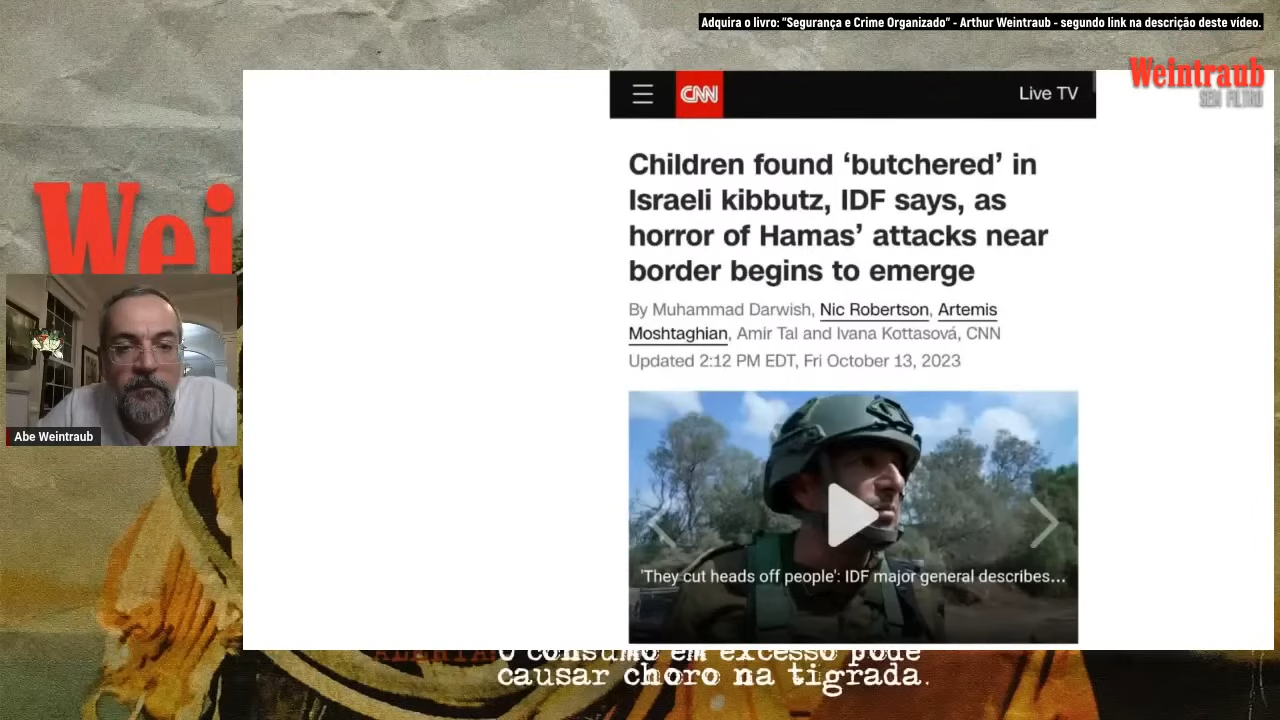 Adquira o livro: "Segurança e Crime Organizado" - Arthur Weintraub - segundo link na descrição deste vídeo.
Weintraub
SEM FILTRO
CNN
Live TV
Children found ‘butchered’ in
Israeli kibbutz, IDF says, as
horror of Hamas’ attacks near
border begins to emerge
By Muhammad Darwish, Nic Robertson, Artemis
Moshtaghian, Amir Tal and Ivana Kottasová, CNN
Updated 2:12 PM EDT, Fri October 13, 2023
'They cut heads off people': IDF major general describes...
Wei
Abe Weintraub
O consumo em excesso pode
causar choro na tigrada.